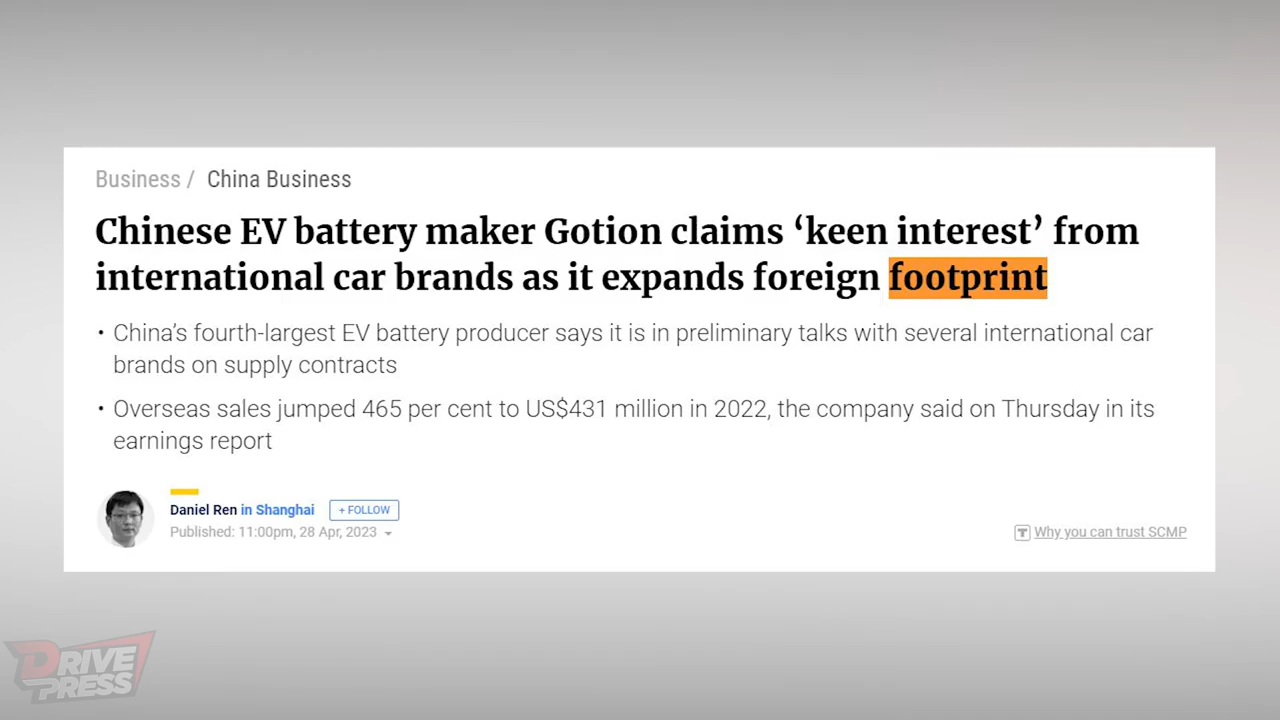 Business / China Business
Chinese EV battery maker Gotion claims ‘keen interest’ from
international car brands as it expands foreign footprint
• China’s fourth-largest EV battery producer says it is in preliminary talks with several international car
brands on supply contracts
• Overseas sales jumped 465 per cent to US$431 million in 2022, the company said on Thursday in its
earnings report
Daniel Ren in Shanghai + FOLLOW
Published: 11:00pm, 28 Apr, 2023
Why you can trust SCMP
DRIVE
PRESS